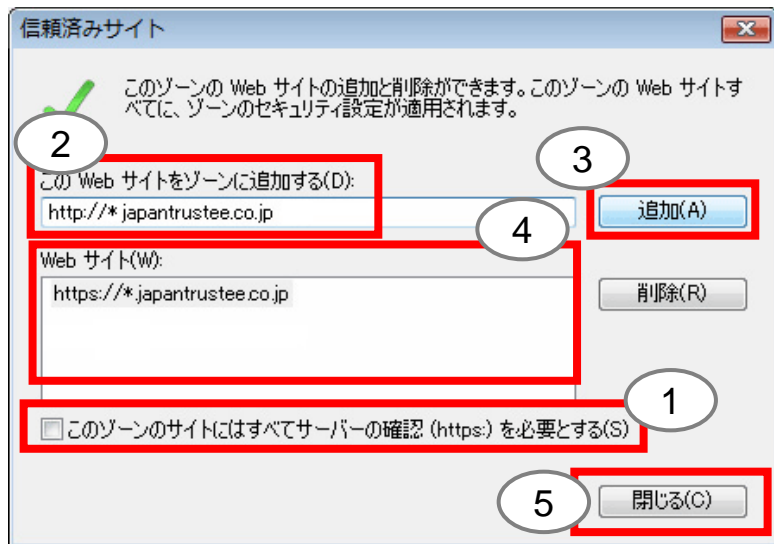 信頼済みサイト
このゾーンの Web サイトの追加と削除ができます。このゾーンの Web サイトす
べてに、ゾーンのセキュリティ設定が適用されます。
2
3
この Web サイトをゾーンに追加する(D):
http://*.japantrustee.co.jp
追加(A)
4
Web サイト(W):
https://*.japantrustee.co.jp
削除(R)
1
このゾーンのサイトにはすべてサーバーの確認 (https:) を必要とする(S)
5
閉じる(C)